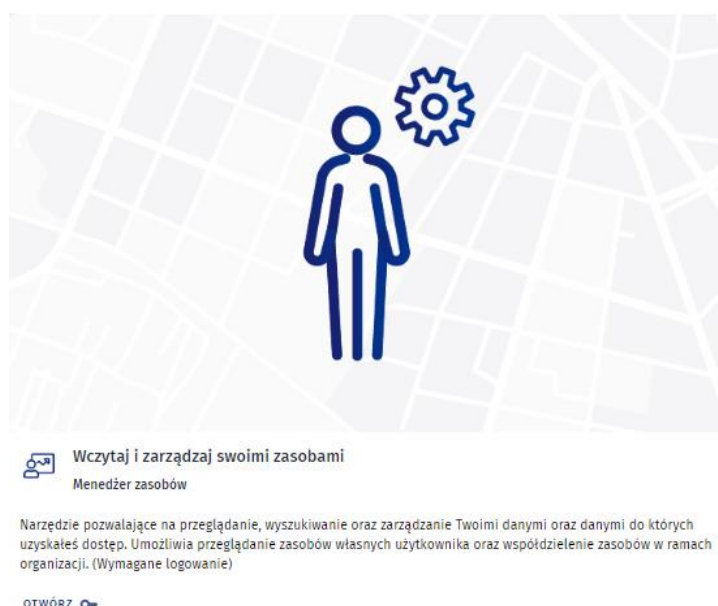 Wczytaj i zarządzaj swoimi zasobami
Menedżer zasobów
Narzędzie pozwalające na przeglądanie, wyszukiwanie oraz zarządzanie Twoimi danymi oraz danymi do których
uzyskałeś dostęp. Umożliwia przeglądanie zasobów własnych użytkownika oraz współdzielenie zasobów w ramach
organizacji. (Wymagane logowanie)
OTWÓRZ